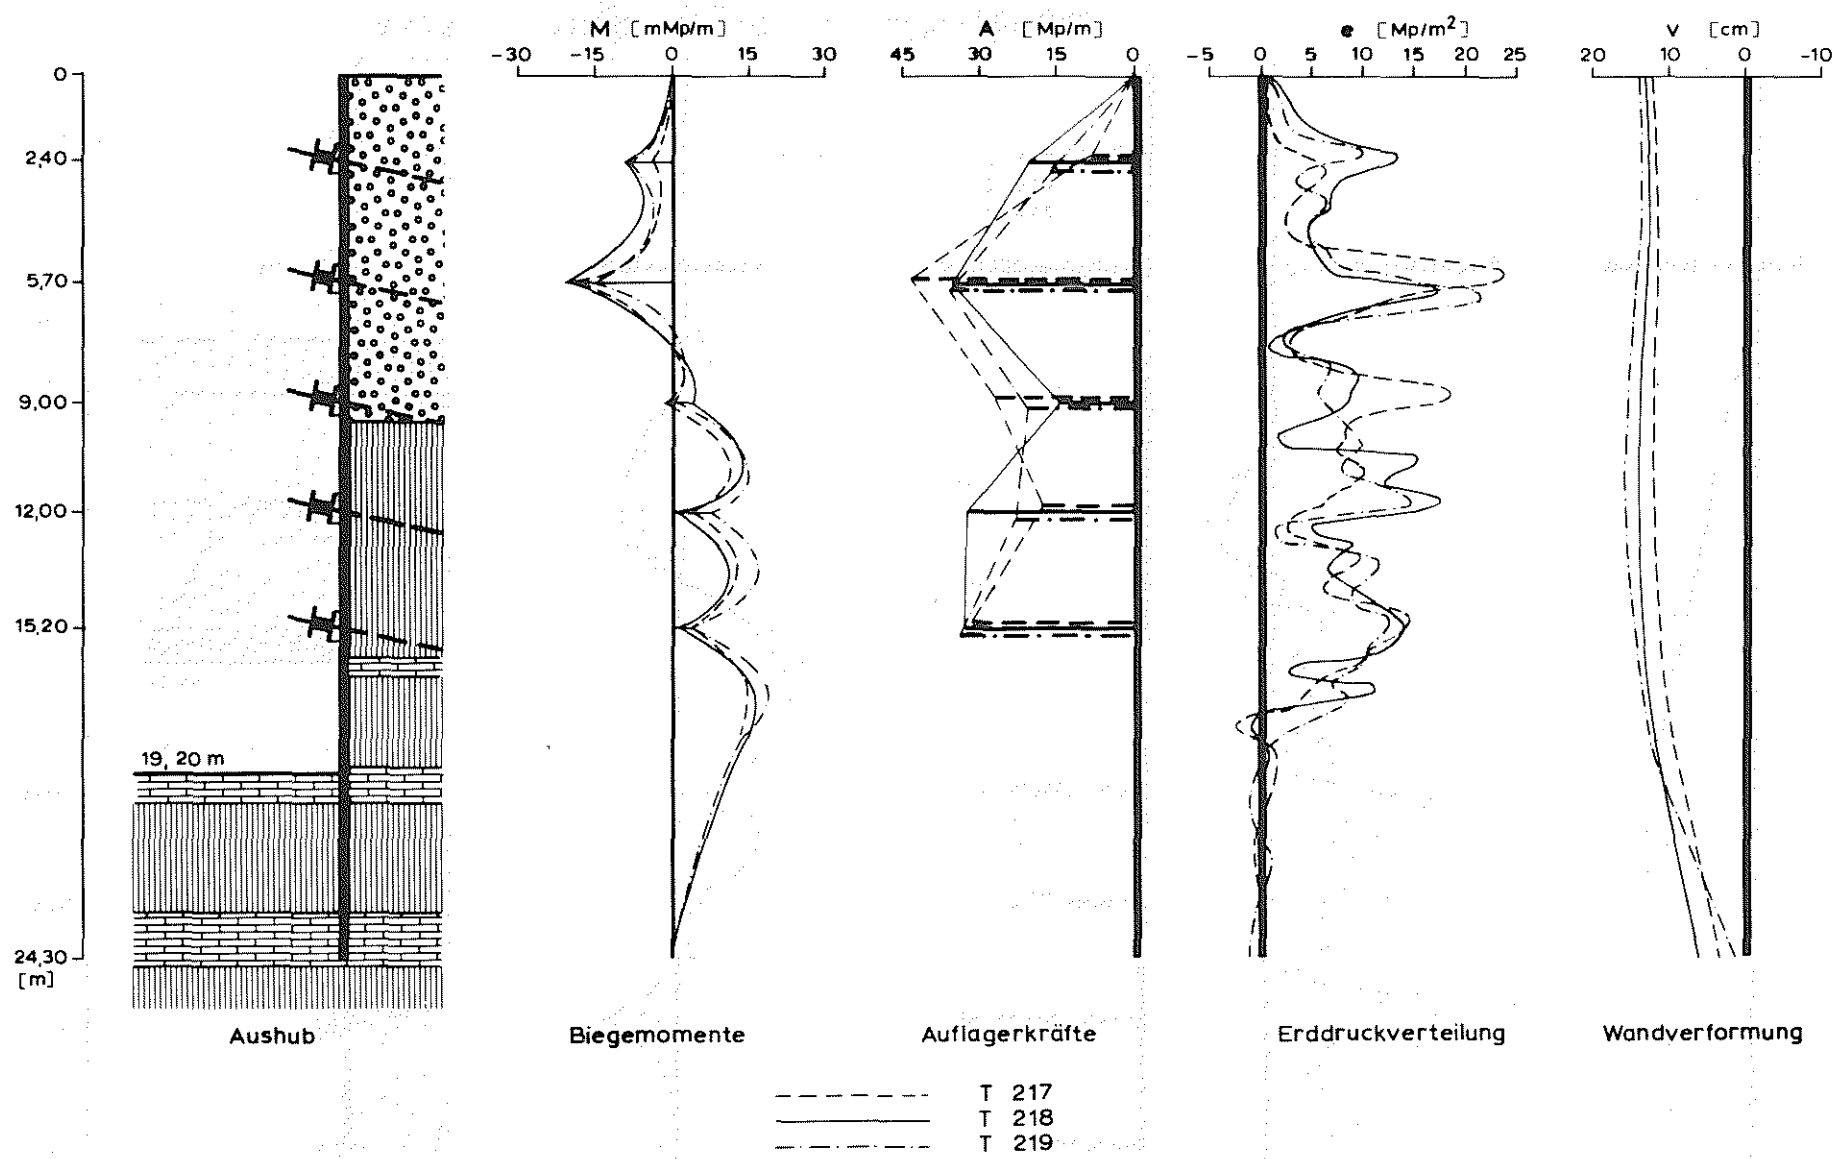 M [mMp/m]
-30 -15 0 15 30
A [Mp/m]
45 30 15 0
e [Mp/m²]
-5 0 5 10 15 20 25
v [cm]
20 10 0 -10
0
2,40
5,70
9,00
12,00
15,20
19,20 m
24,30
[m]
Aushub
Biegemomente
Auflagerkräfte
Erddruckverteilung
Wandverformung
T 217
T 218
T 219